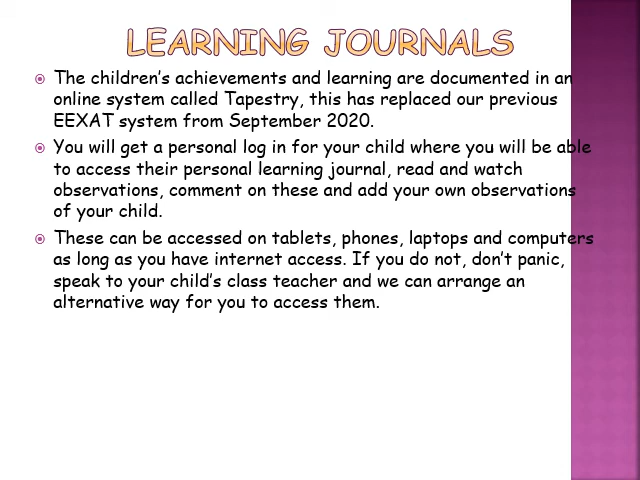 LEARNING JOURNALS
The children's achievements and learning are documented in an
online system called Tapestry, this has replaced our previous
EEXAT system from September 2020.
You will get a personal log in for your child where you will be able
to access their personal learning journal, read and watch
observations, comment on these and add your own observations
of your child.
These can be accessed on tablets, phones, laptops and computers
as long as you have internet access. If you do not, don't panic,
speak to your child's class teacher and we can arrange an
alternative way for you to access them.